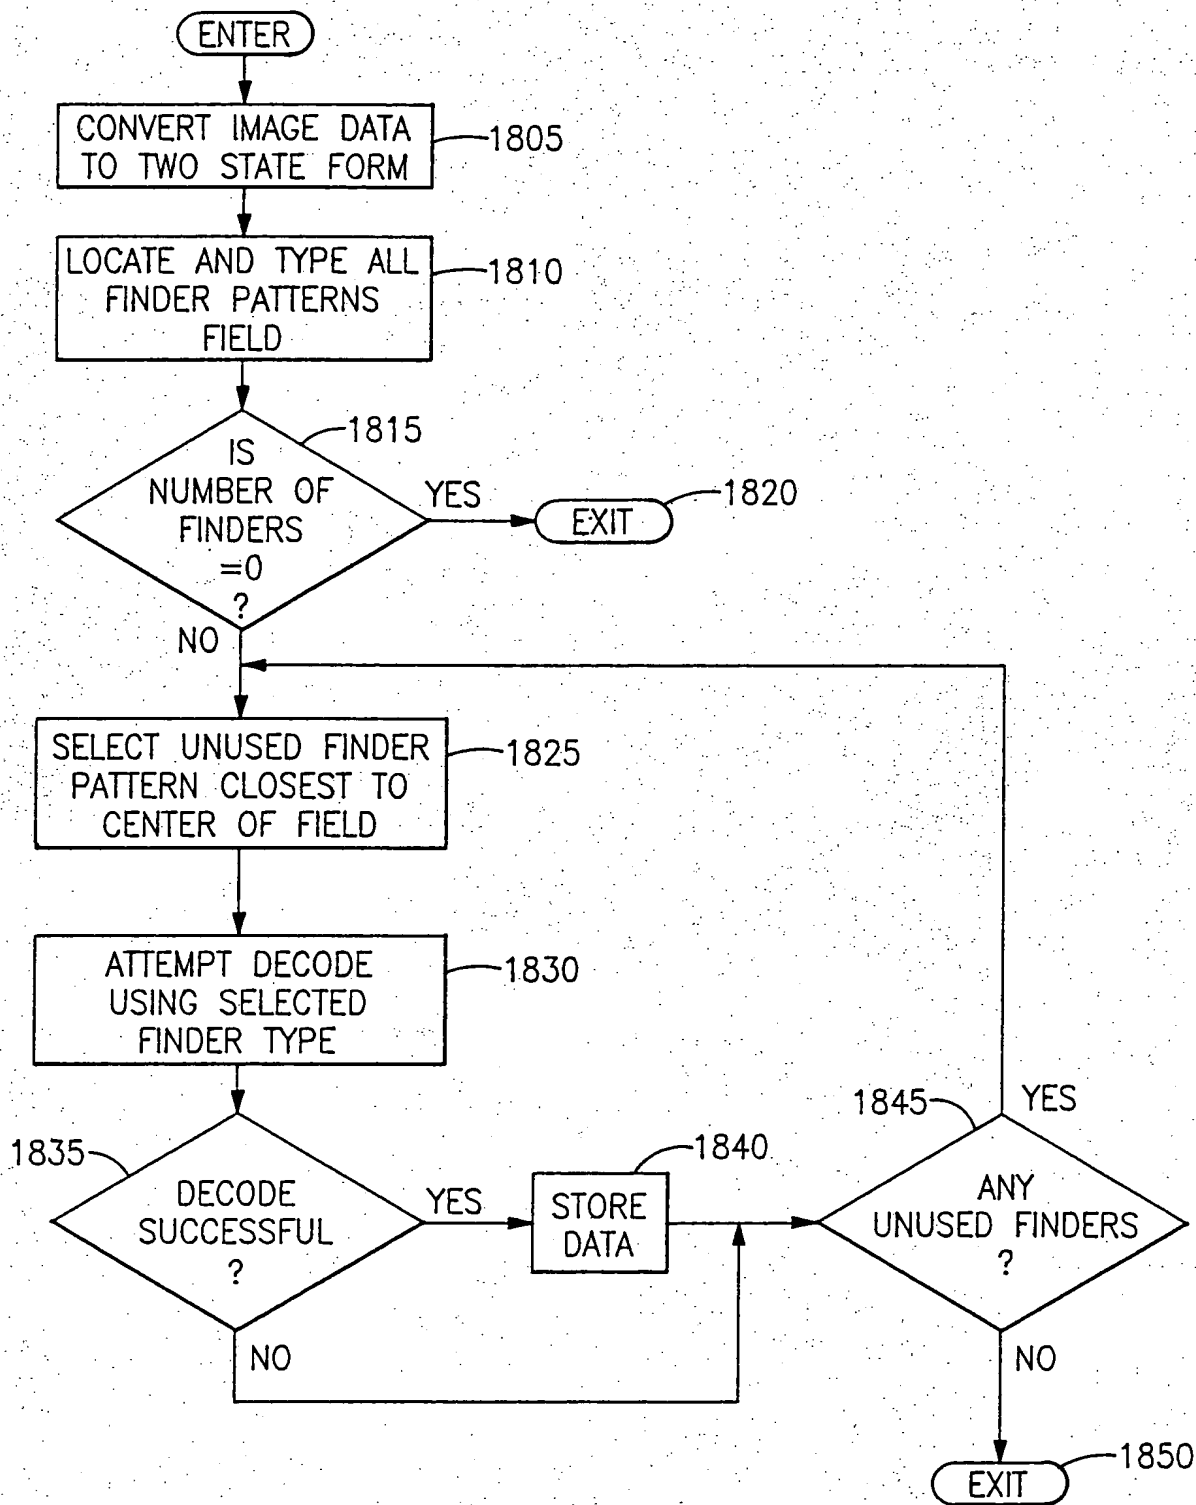 ENTER
CONVERT IMAGE DATA
TO TWO STATE FORM
1805
LOCATE AND TYPE ALL
FINDER PATTERNS
FIELD
1810
IS
NUMBER OF
FINDERS
=0
?
1815
YES
EXIT
1820
NO
SELECT UNUSED FINDER
PATTERN CLOSEST TO
CENTER OF FIELD
1825
ATTEMPT DECODE
USING SELECTED
FINDER TYPE
1830
1835
DECODE
SUCCESSFUL
?
YES
1840
STORE
DATA
NO
1845
YES
ANY
UNUSED FINDERS
?
NO
EXIT
1850